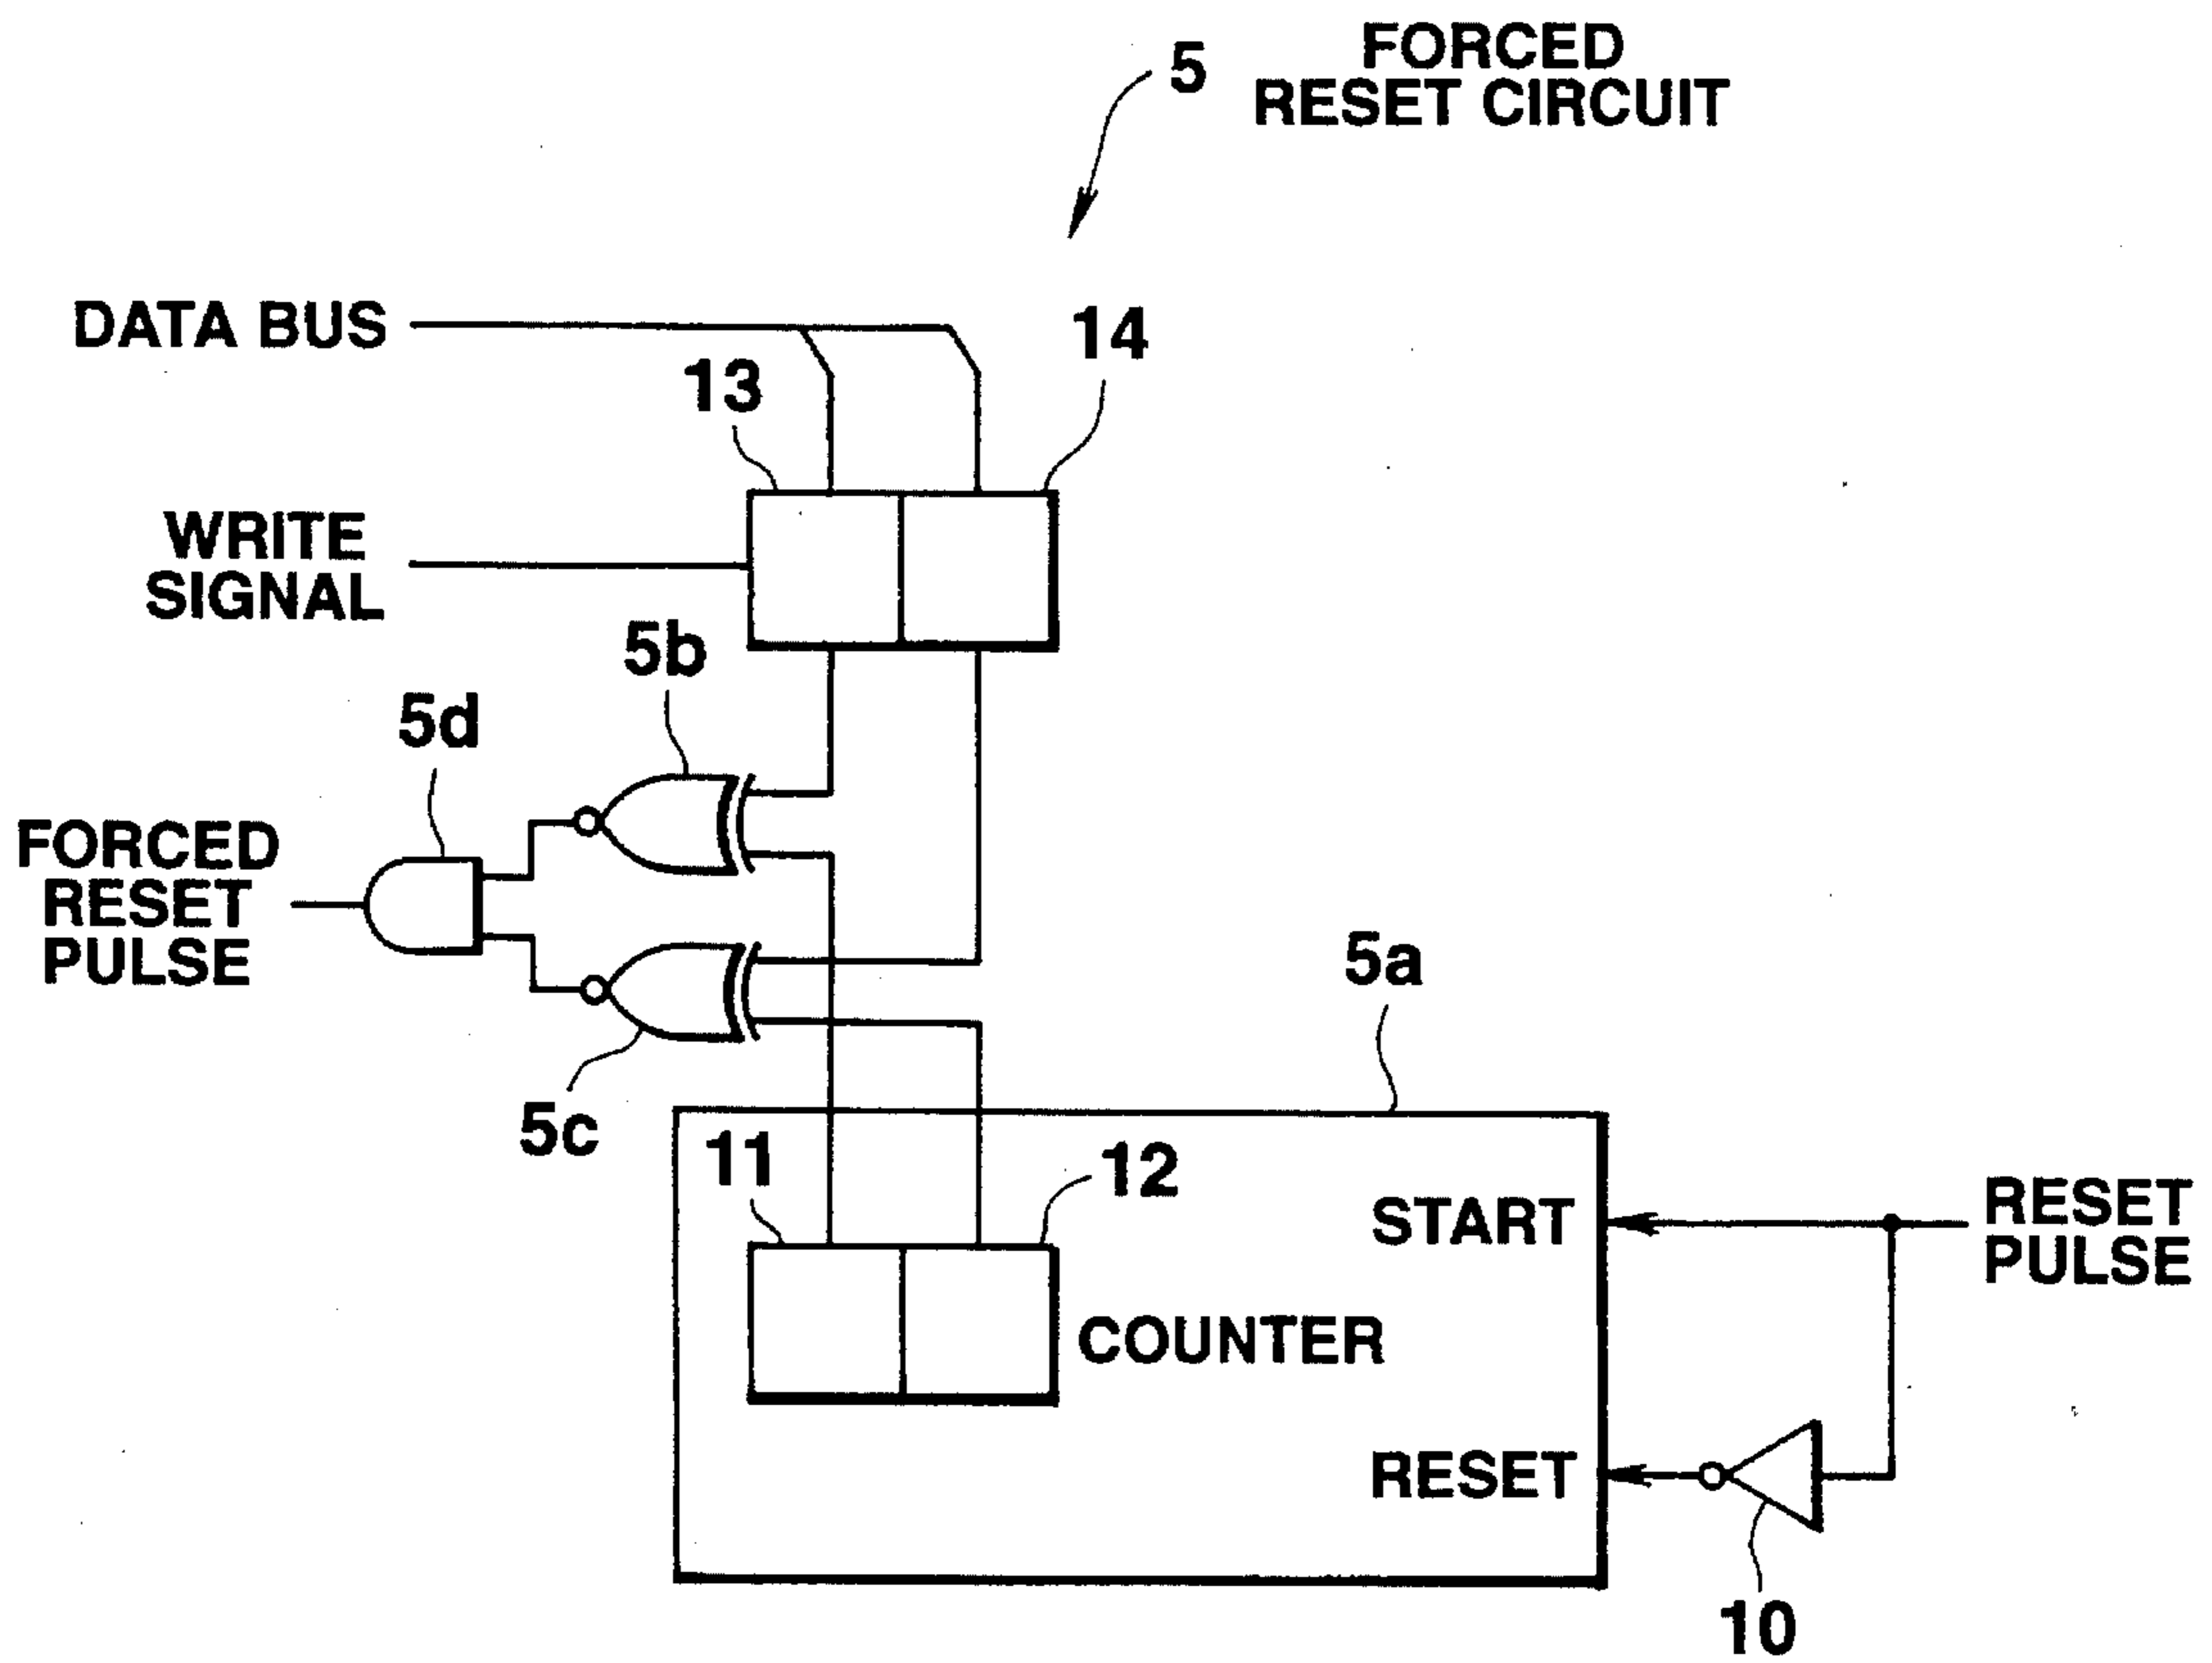 5
FORCED
RESET CIRCUIT
DATA BUS
14
13
WRITE
SIGNAL
5b
5d
FORCED
RESET
PULSE
5a
5c
11
12
START
RESET
PULSE
COUNTER
RESET
10